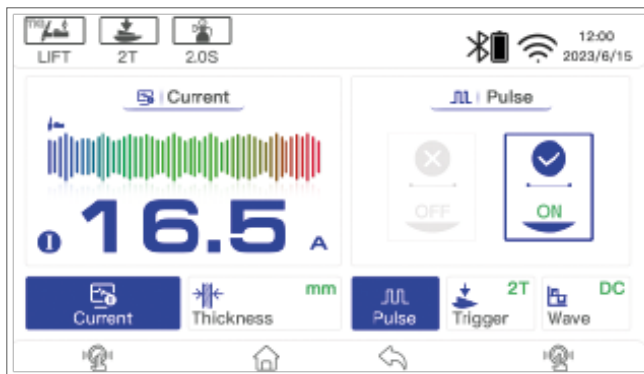 TIG
LIFT
2T
2.0S
12:00
2023/6/15
Current
Pulse
16.5 A
OFF
ON
Current
mm
Thickness
Pulse
2T
Trigger
DC
Wave